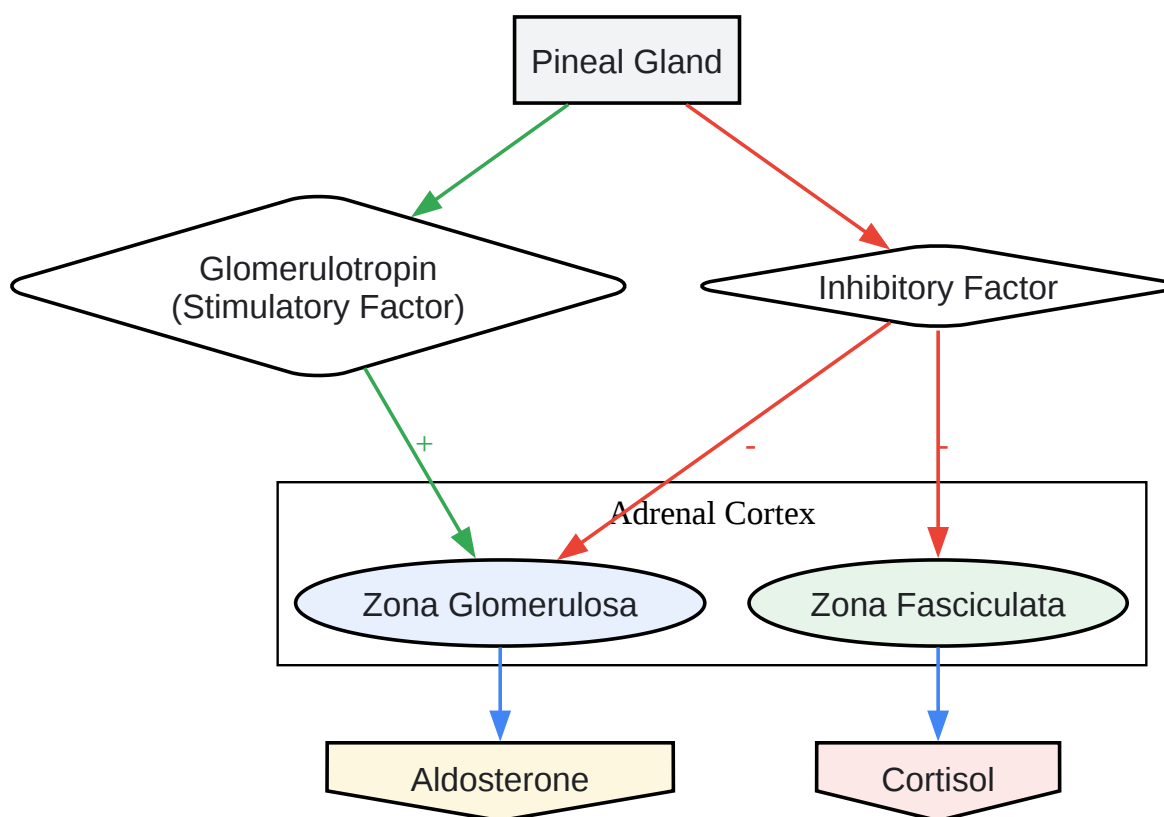 Pineal Gland
Glomerulotropin
(Stimulatory Factor)
Inhibitory Factor
+
-
-
Adrenal Cortex
Zona Glomerulosa
Zona Fasciculata
Aldosterone
Cortisol